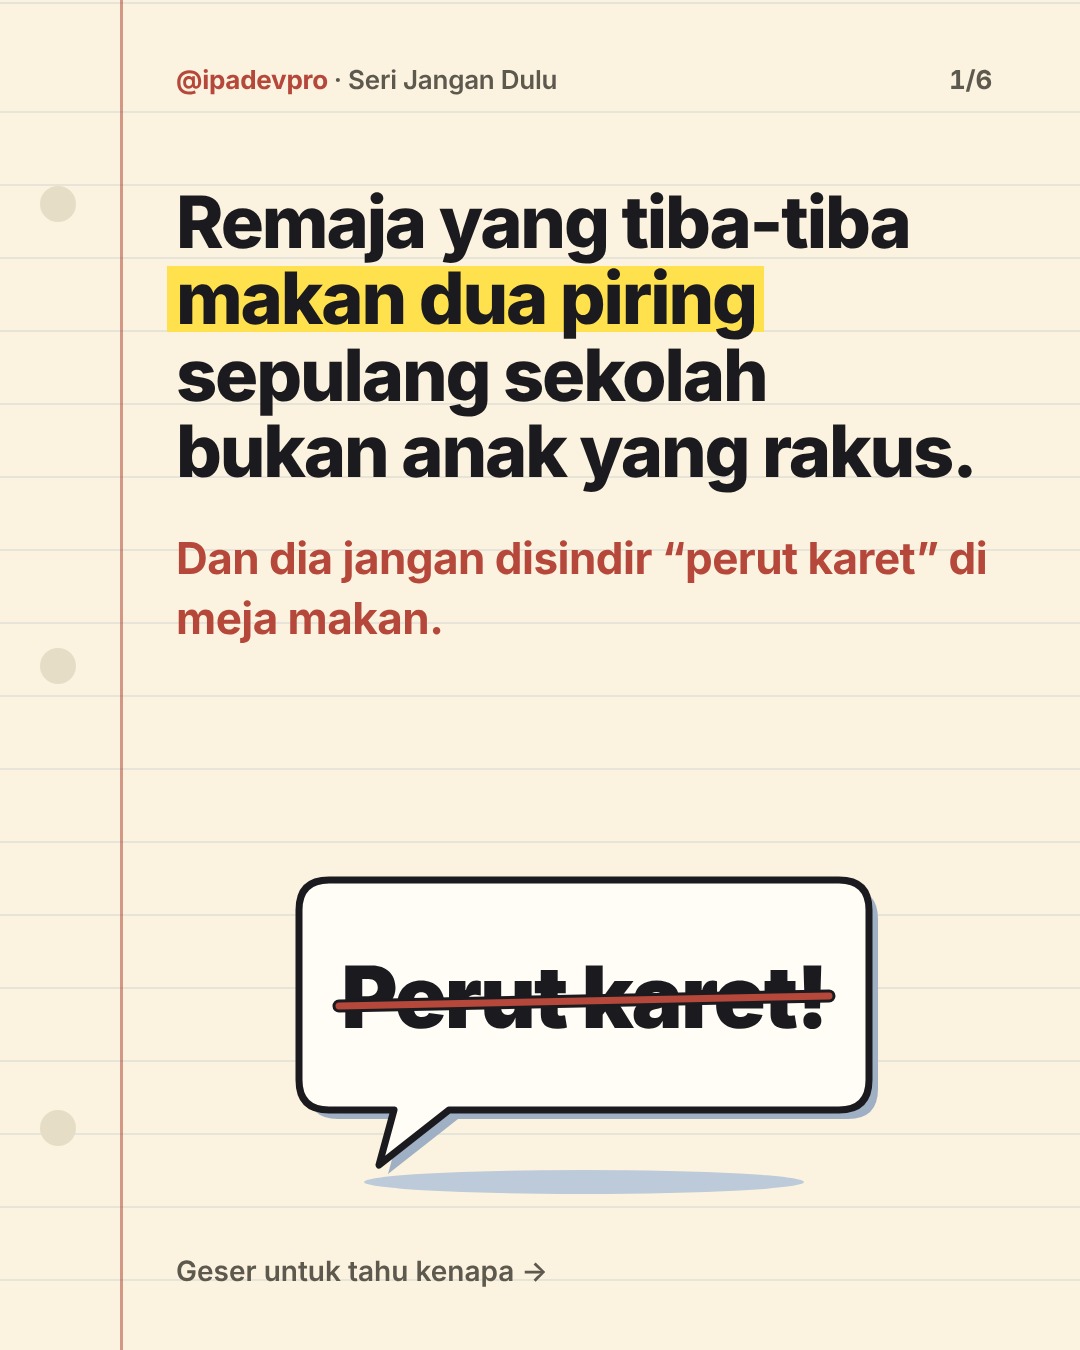 @ipadevpro · Seri Jangan Dulu
1/6
Remaja yang tiba-tiba
makan dua piring
sepulang sekolah
bukan anak yang rakus.
Dan dia jangan disindir “perut karet” di
meja makan.
Perut karet!
Geser untuk tahu kenapa →